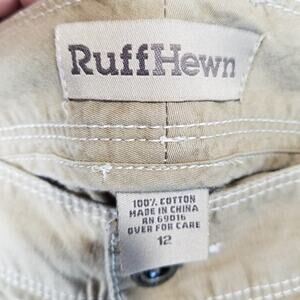 RuffHewn
100% COTTON
MADE IN CHINA
RN 69016
OVER FOR CARE
12